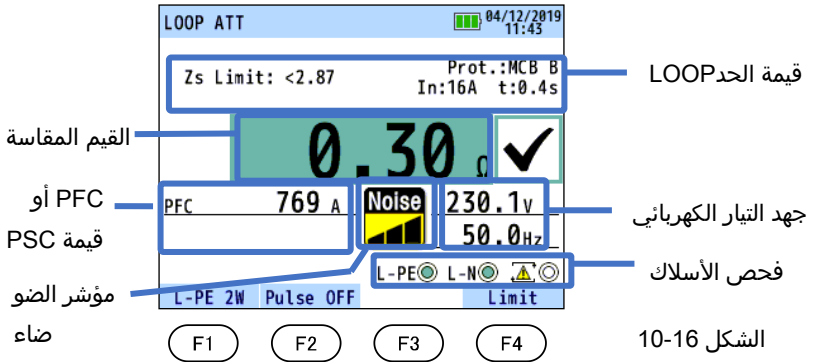 LOOP ATT
04/12/2019
11:43
Zs Limit: <2.87
Prot.:MCB B
In:16A t:0.4s
قيمة الحدLOOP
القيم المقاسة
0.30 Ω
PFC أو
قيمة PSC
PFC 769 A
Noise
230.1V
50.0Hz
جهد التيار الكهربائي
L-PE L-N
فحص الأسلاك
مؤشر الضو
ضاء
L-PE 2W Pulse OFF Limit
F1 F2 F3 F4
الشكل 16-10